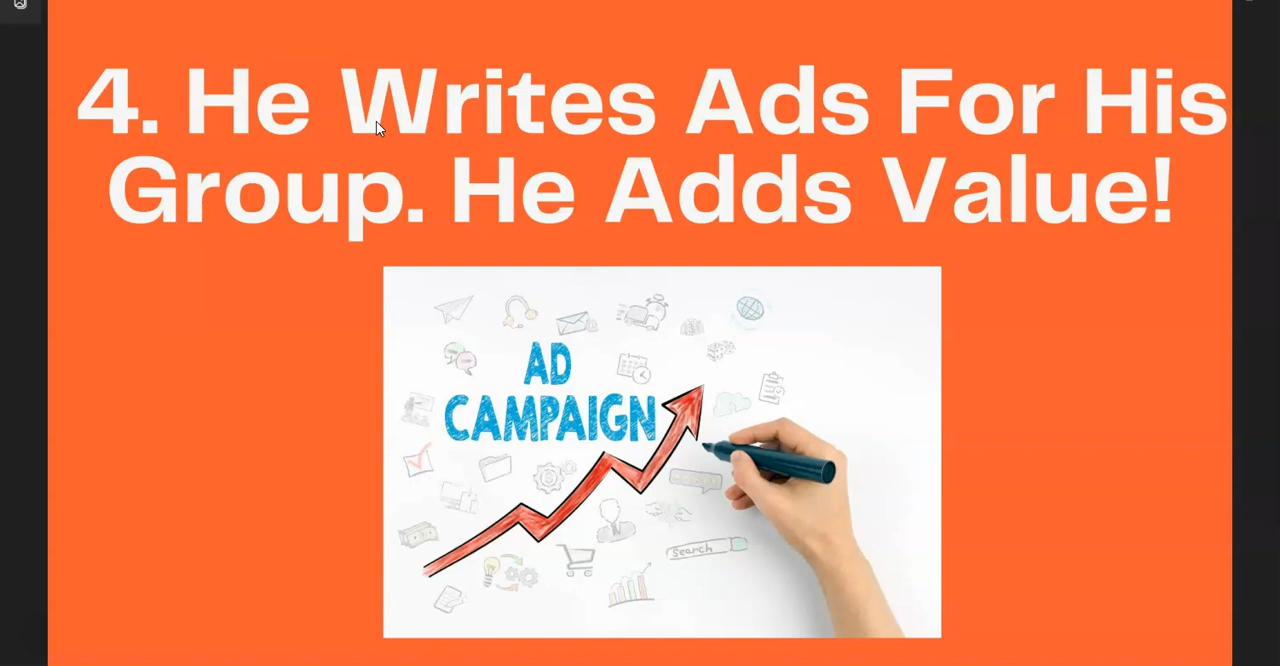 4. He Writes Ads For His
Group. He Adds Value!
AD
CAMPAIGN
search